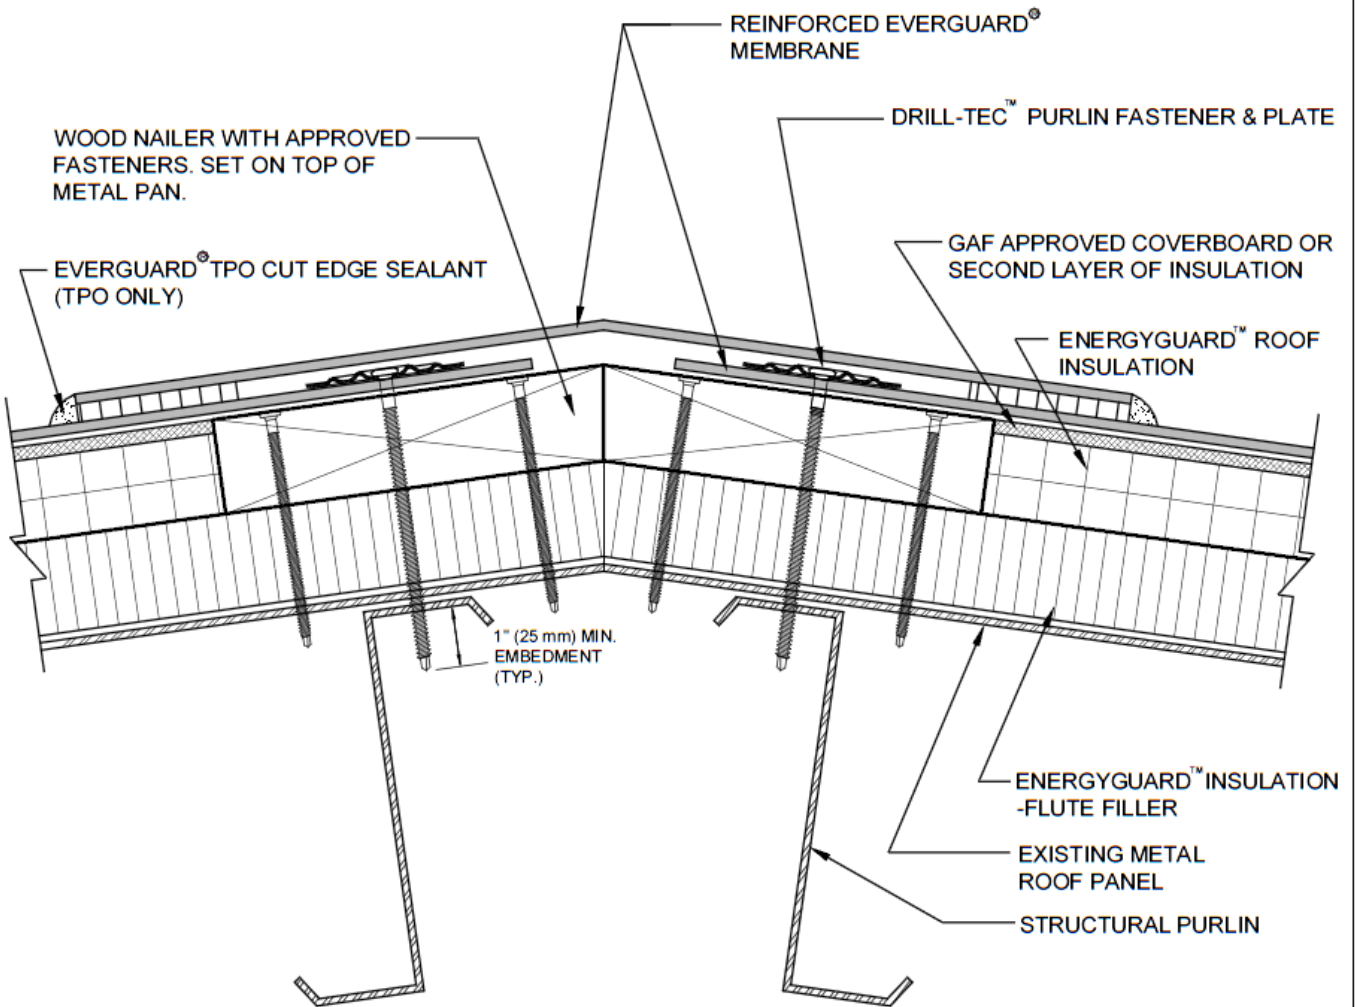 REINFORCED EVERGUARD®
MEMBRANE
DRILL-TEC™ PURLIN FASTENER & PLATE
WOOD NAILER WITH APPROVED
FASTENERS. SET ON TOP OF
METAL PAN.
GAF APPROVED COVERBOARD OR
SECOND LAYER OF INSULATION
EVERGUARD® TPO CUT EDGE SEALANT
(TPO ONLY)
ENERGYGUARD™ ROOF
INSULATION
1" (25 mm) MIN.
EMBEDMENT
(TYP.)
ENERGYGUARD™ INSULATION
-FLUTE FILLER
EXISTING METAL
ROOF PANEL
STRUCTURAL PURLIN